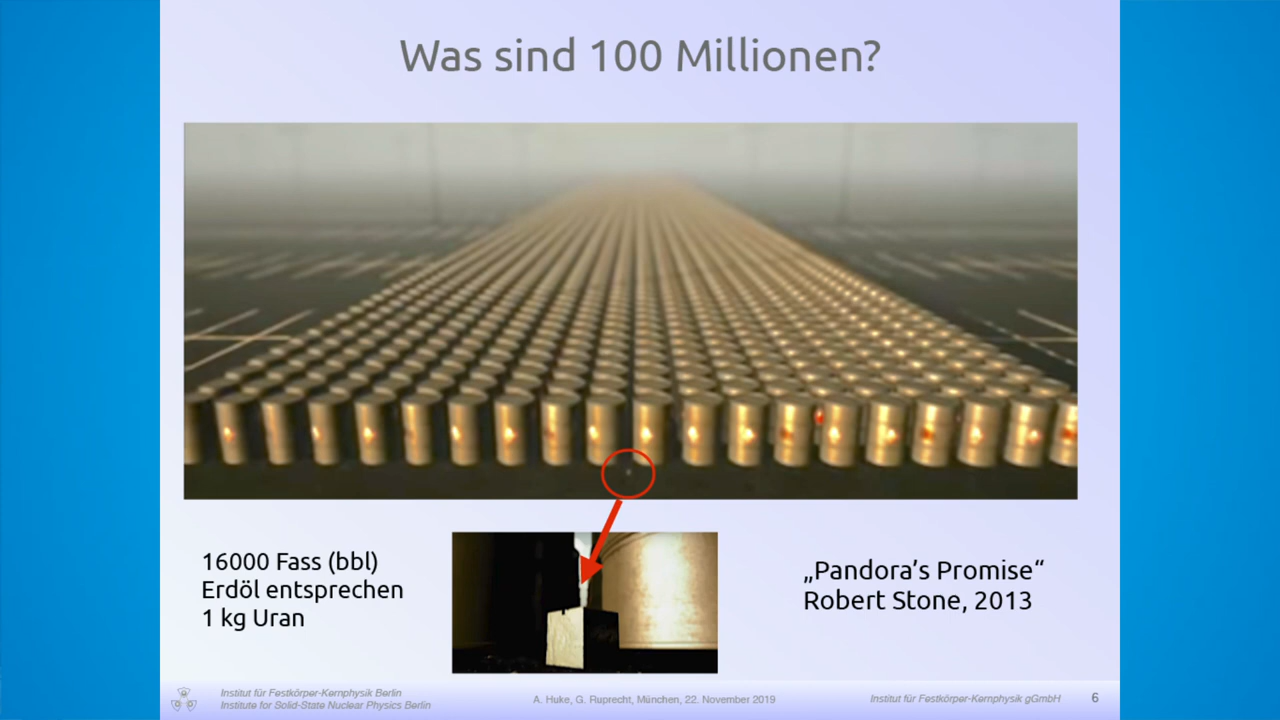 Was sind 100 Millionen?
16000 Fass (bbl)
Erdöl entsprechen
1 kg Uran
„Pandora’s Promise“
Robert Stone, 2013
Institut für Festkörper-Kernphysik Berlin
Institute for Solid-State Nuclear Physics Berlin
A. Huke, G. Ruprecht, München, 22. November 2019
Institut für Festkörper-Kernphysik gGmbH
6